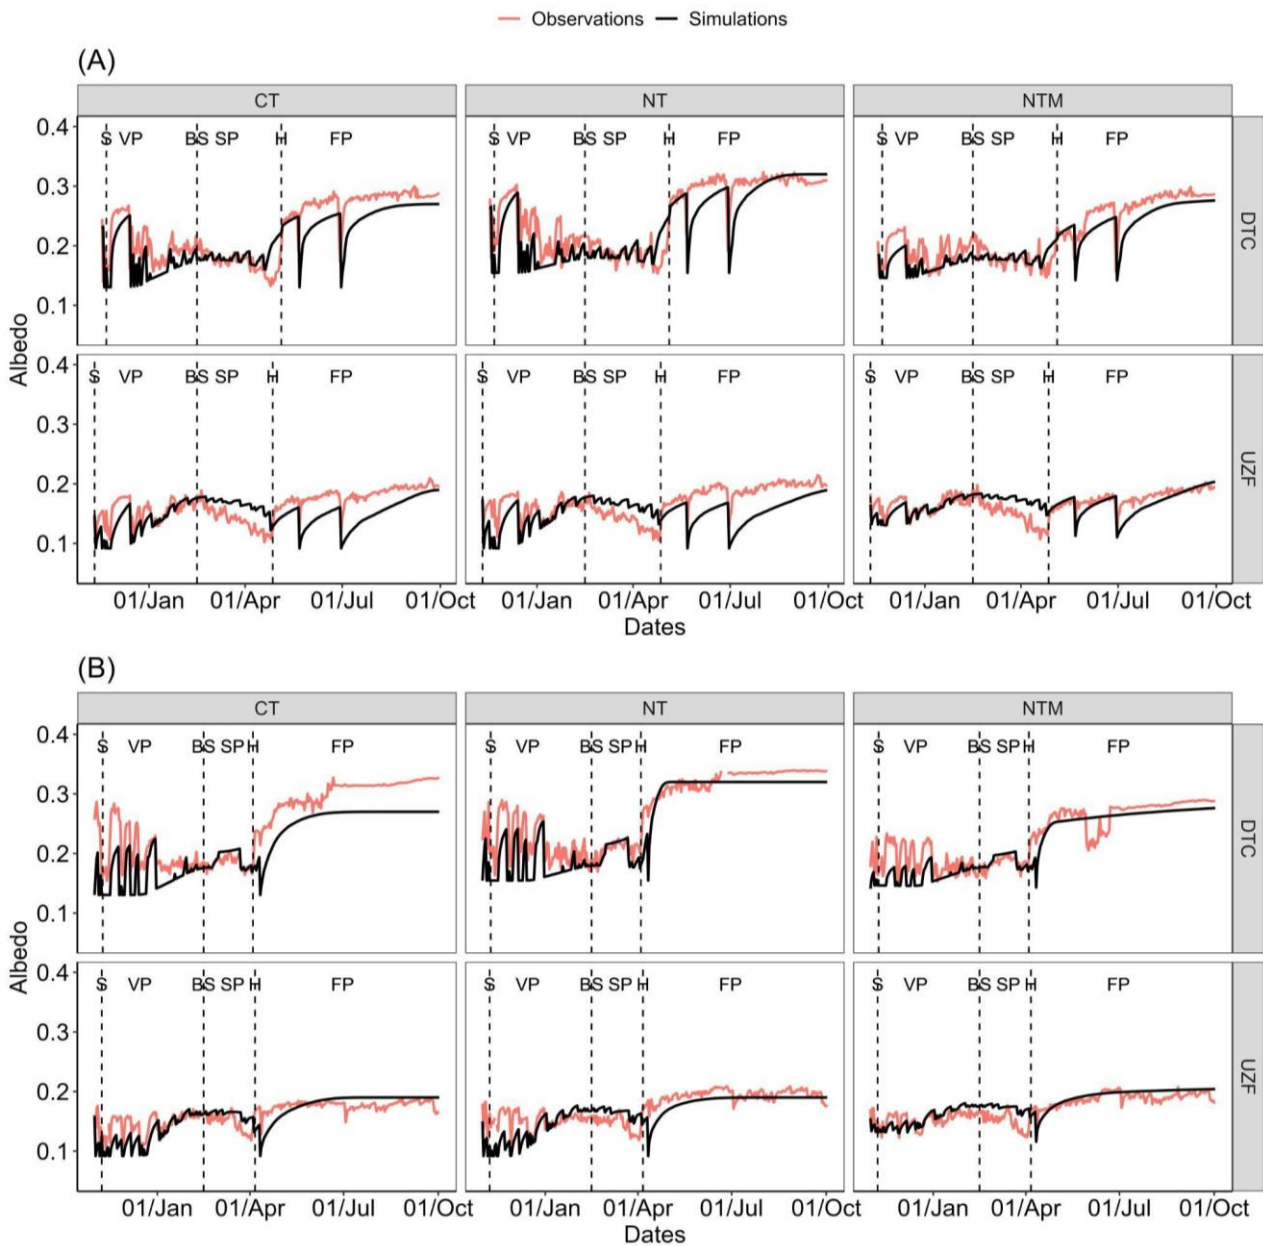 Observations Simulations
(A)
CT NT NTM
S VP BS SP H FP S VP BS SP H FP S VP BS SP H FP
0.4
0.3
0.2
0.1
DTC
S VP BS SP H FP S VP BS SP H FP S VP BS SP H FP
0.4
0.3
0.2
0.1
UZF
Albedo
01/Jan 01/Apr 01/Jul 01/Oct 01/Jan 01/Apr 01/Jul 01/Oct 01/Jan 01/Apr 01/Jul 01/Oct
Dates
(B)
CT NT NTM
S VP BS SP H FP S VP BS SP H FP S VP BS SP H FP
0.4
0.3
0.2
0.1
DTC
S VP BS SP H FP S VP BS SP H FP S VP BS SP H FP
0.4
0.3
0.2
0.1
UZF
Albedo
01/Jan 01/Apr 01/Jul 01/Oct 01/Jan 01/Apr 01/Jul 01/Oct 01/Jan 01/Apr 01/Jul 01/Oct
Dates